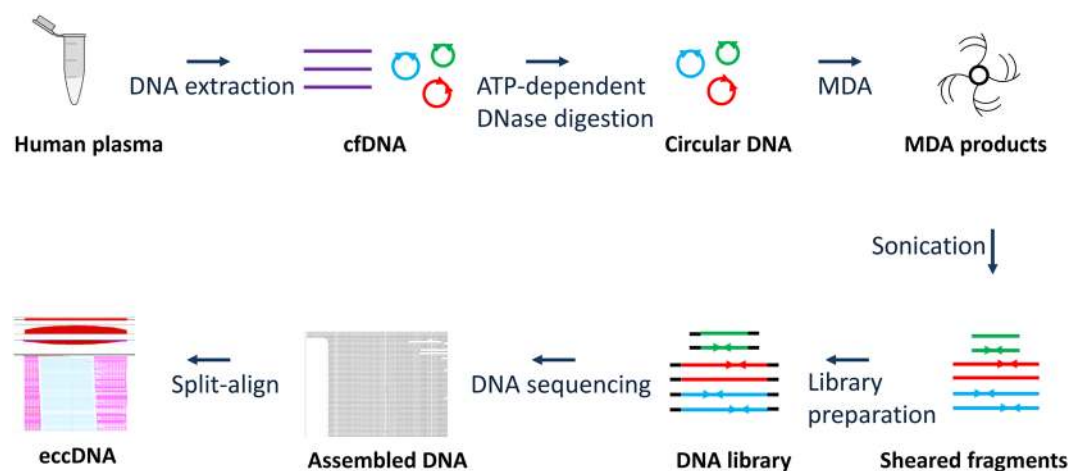 DNA extraction
ATP-dependent
DNase digestion
MDA
Human plasma
cfDNA
Circular DNA
MDA products
Sonication
Split-align
DNA sequencing
Library
preparation
eccDNA
Assembled DNA
DNA library
Sheared fragments